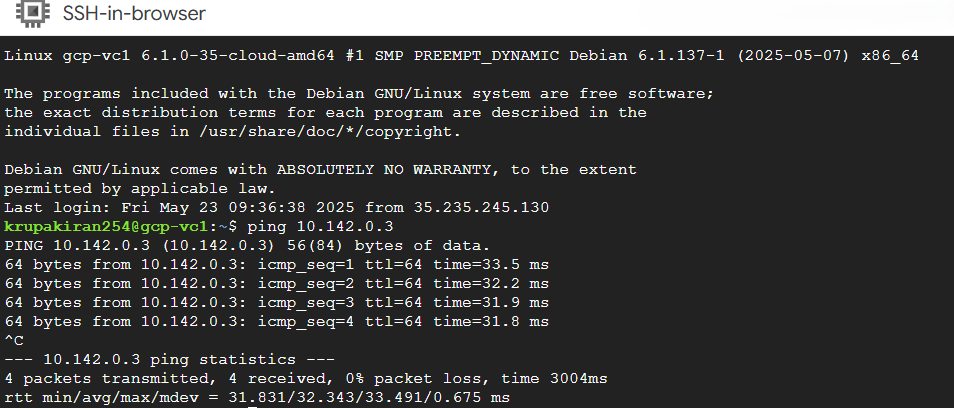 SSH-in-browser
Linux gcp-vc1 6.1.0-35-cloud-amd64 #1 SMP PREEMPT_DYNAMIC Debian 6.1.137-1 (2025-05-07) x86_64
The programs included with the Debian GNU/Linux system are free software;
the exact distribution terms for each program are described in the
individual files in /usr/share/doc/*/copyright.
Debian GNU/Linux comes with ABSOLUTELY NO WARRANTY, to the extent
permitted by applicable law.
Last login: Fri May 23 09:36:38 2025 from 35.235.245.130
krupakiran254@gcp-vc1:~$ ping 10.142.0.3
PING 10.142.0.3 (10.142.0.3) 56(84) bytes of data.
64 bytes from 10.142.0.3: icmp_seq=1 ttl=64 time=33.5 ms
64 bytes from 10.142.0.3: icmp_seq=2 ttl=64 time=32.2 ms
64 bytes from 10.142.0.3: icmp_seq=3 ttl=64 time=31.9 ms
64 bytes from 10.142.0.3: icmp_seq=4 ttl=64 time=31.8 ms
^C
--- 10.142.0.3 ping statistics ---
4 packets transmitted, 4 received, 0% packet loss, time 3004ms
rtt min/avg/max/mdev = 31.831/32.343/33.491/0.675 ms